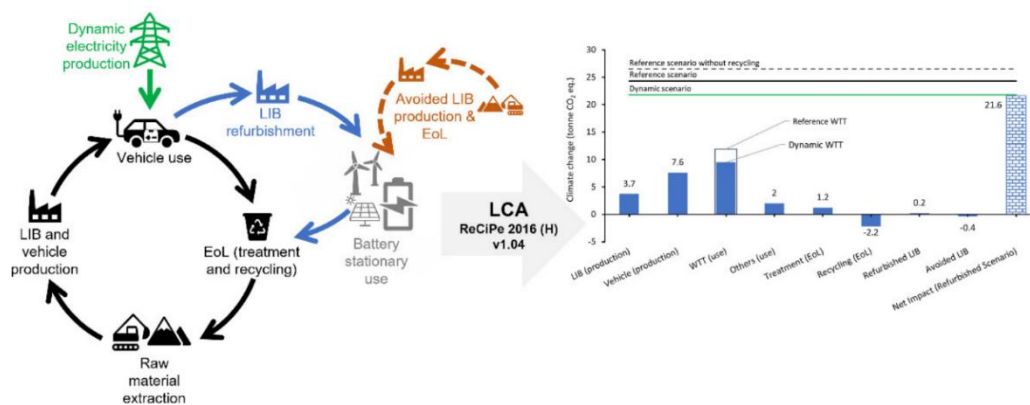 Dynamic
electricity
production
Vehicle use
LIB and
vehicle
production
Raw
material
extraction
EoL (treatment
and recycling)
LIB
refurbishment
Avoided LIB
production &
EoL
Battery
stationary
use
LCA
ReCiPe 2016 (H)
v1.04
Climate change (tonne CO₂ eq.)
30
25
20
15
10
5
0
-5
Reference scenario without recycling
Reference scenario
Dynamic scenario
Reference WTT
Dynamic WTT
3.7
7.6
2
1.2
-2.2
0.2
-0.4
21.6
LIB (production)
Vehicle (production)
WTT (use)
Others (use)
Treatment (EoL)
Recycling (EoL)
Refurbished LIB
Avoided LIB
Net Impact (Refurbished Scenario)